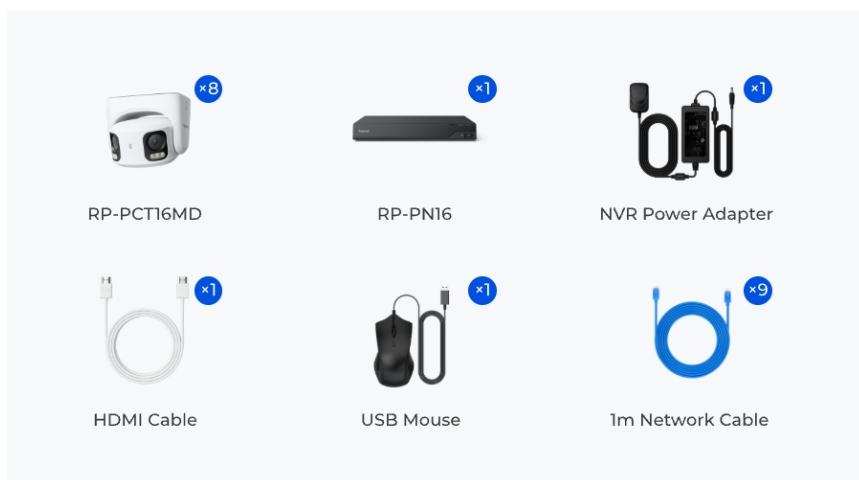 ×8
×1
×1
RP-PCT16MD
RP-PN16
NVR Power Adapter
×1
×1
×9
HDMI Cable
USB Mouse
1m Network Cable